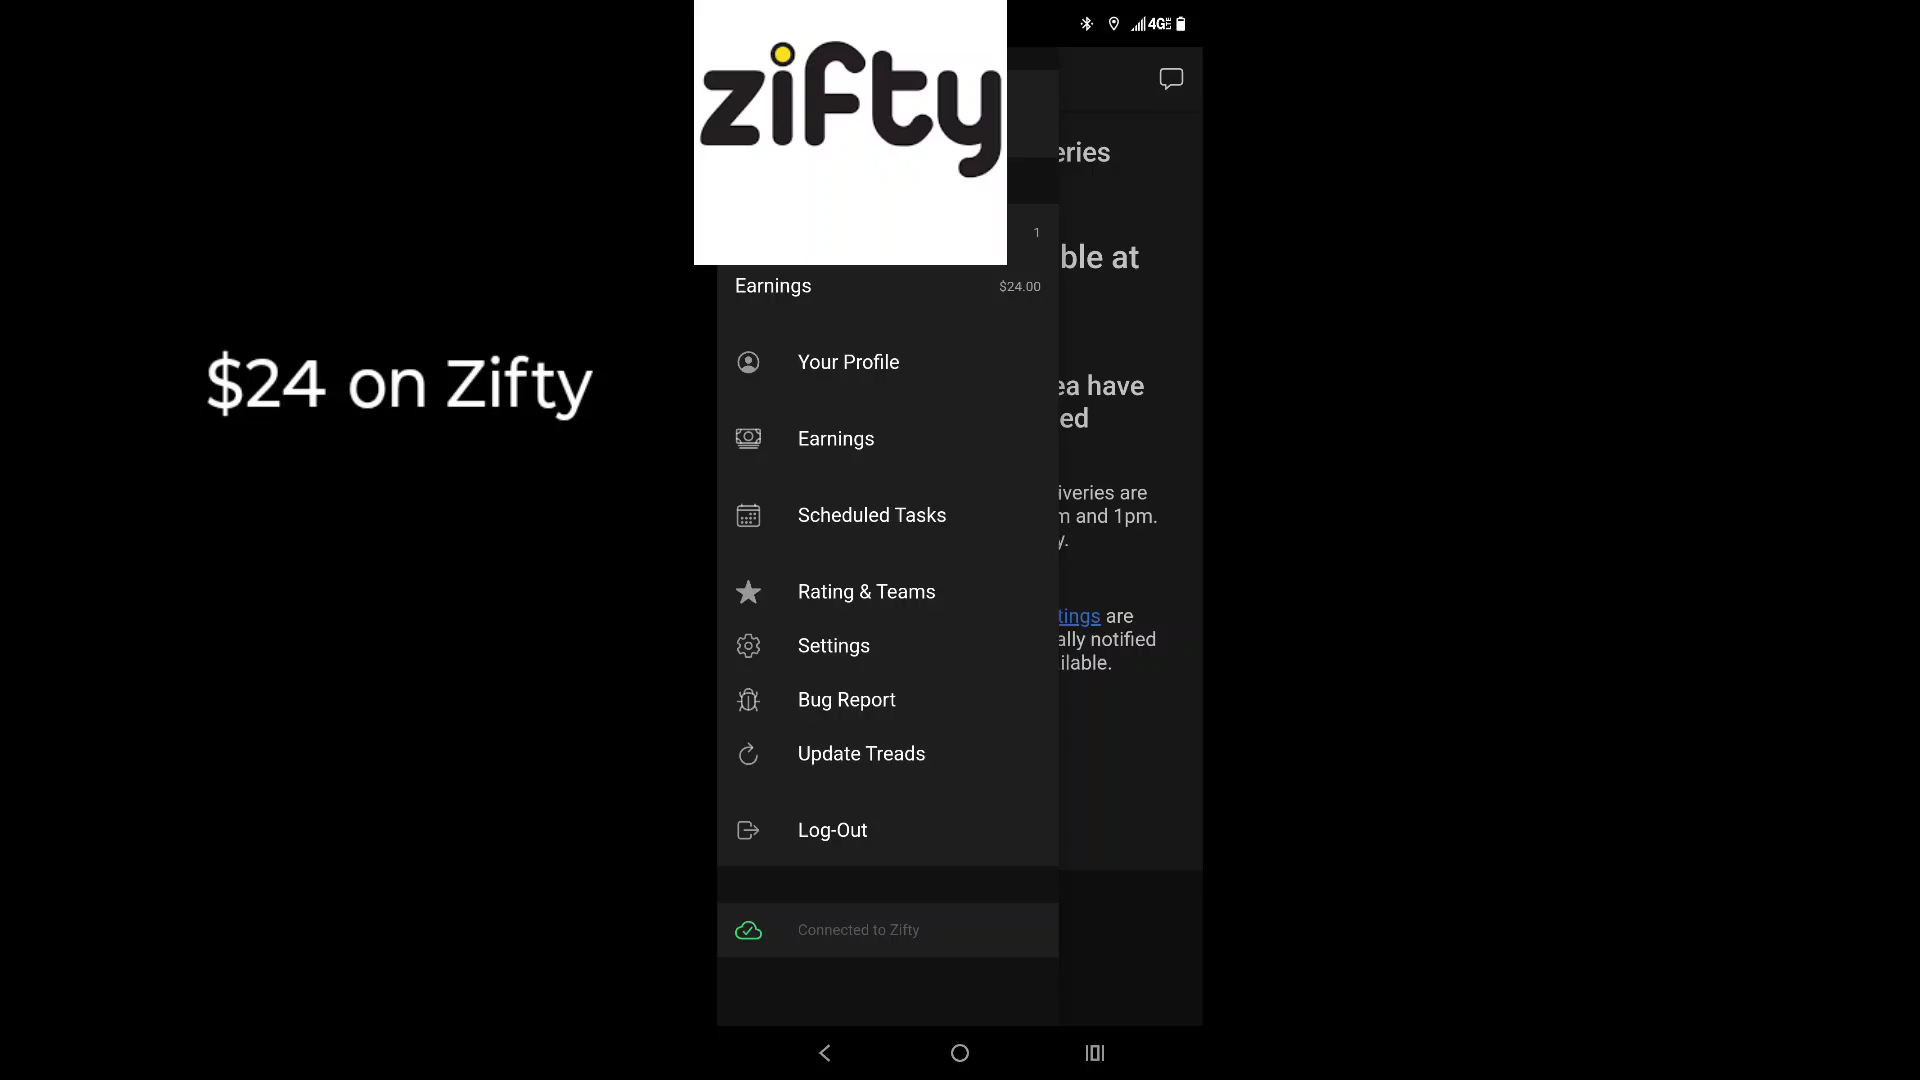 zifty
4G LTE
eries
1
ble at
Earnings
$24.00
Your Profile
$24 on Zifty
ea have
ed
Earnings
iveries are
Scheduled Tasks
m and 1pm.
y.
Rating & Teams
tings are
ally notified
ilable.
Settings
Bug Report
Update Treads
Log-Out
Connected to Zifty